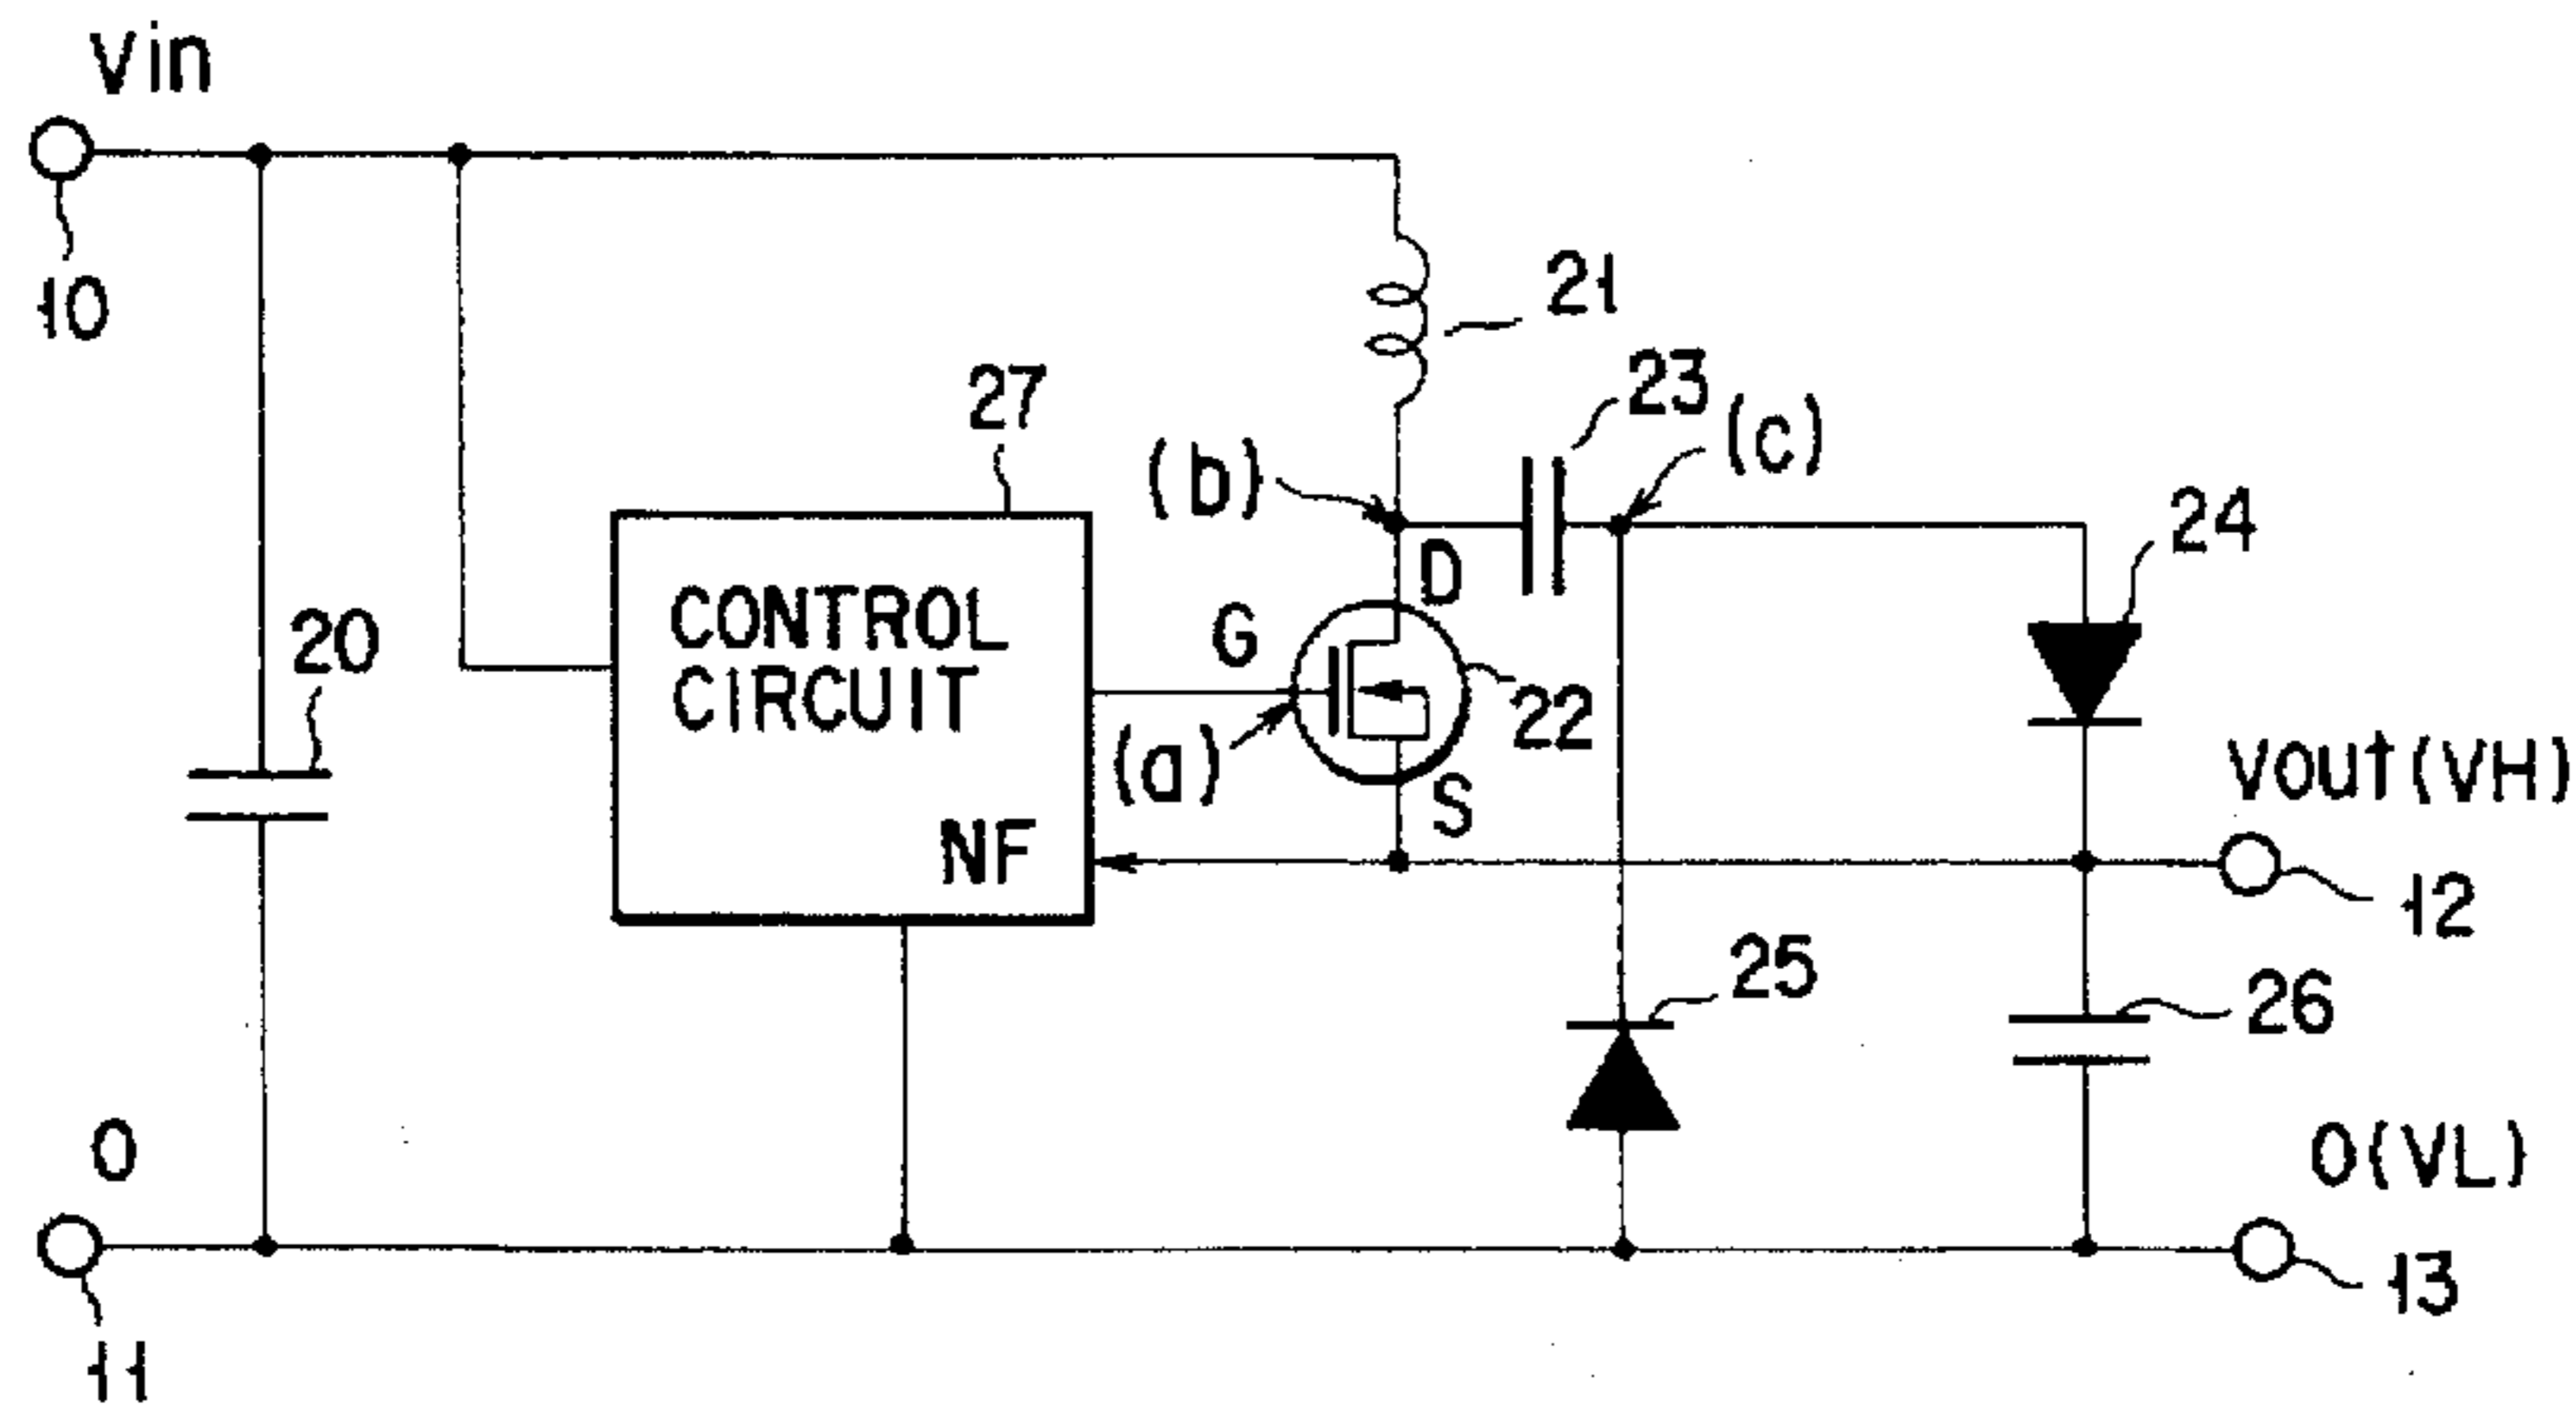 Vin
10
21
27
23
(c)
(b)
24
D
CONTROL
CIRCUIT
G
20
22
(a)
S
Vout(VH)
NF
12
25
26
0
0(VL)
13
11